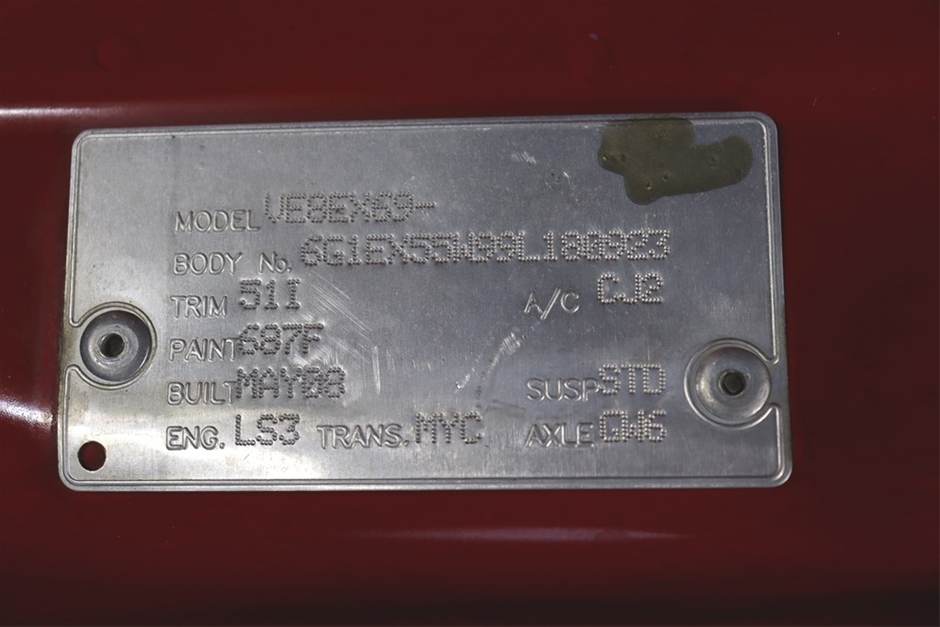 MODEL VE8EX69-
BODY No. 6G1EX55W99L180923
TRIM 51I A/C CJ2
PAINT 687F
BUILT MAY08 SUSP STD
ENG. LS3 TRANS. MYC AXLE GW6